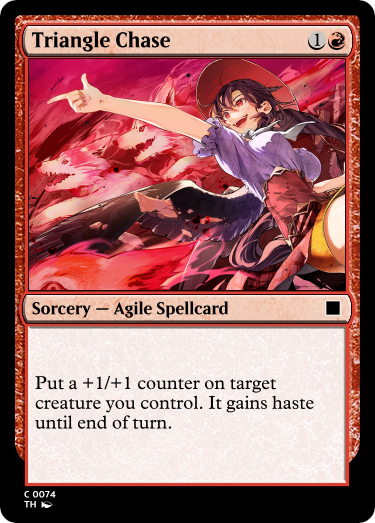 Triangle Chase 1
Sorcery — Agile Spellcard
Put a +1/+1 counter on target
creature you control. It gains haste
until end of turn.
C 0074
TH